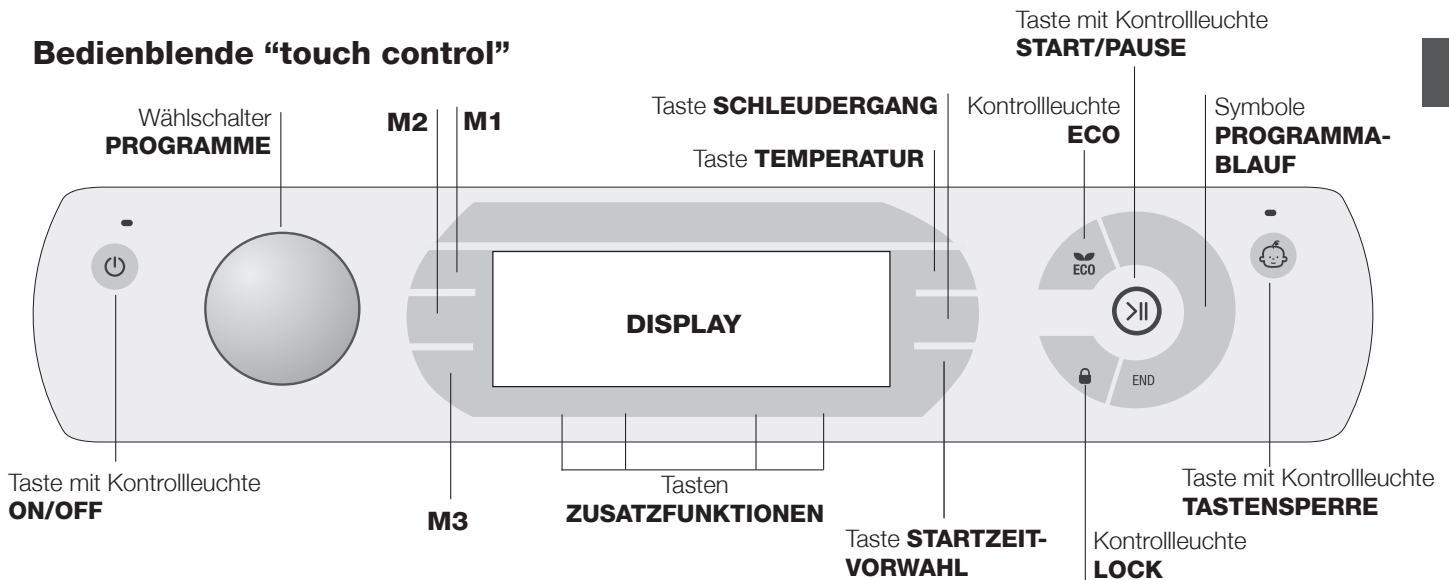 Bedienblende “touch control”
Taste mit Kontrollleuchte
START/PAUSE
Wählschalter
PROGRAMME
M2
M1
Taste SCHLEUDERGANG
Taste TEMPERATUR
Kontrollleuchte
ECO
Symbole
PROGRAMMA-
BLAUF
ECO
DISPLAY
END
Taste mit Kontrollleuchte
ON/OFF
M3
Tasten
ZUSATZFUNKTIONEN
Taste STARTZEIT-
VORWAHL
Kontrollleuchte
LOCK
Taste mit Kontrollleuchte
TASTENSPERRE